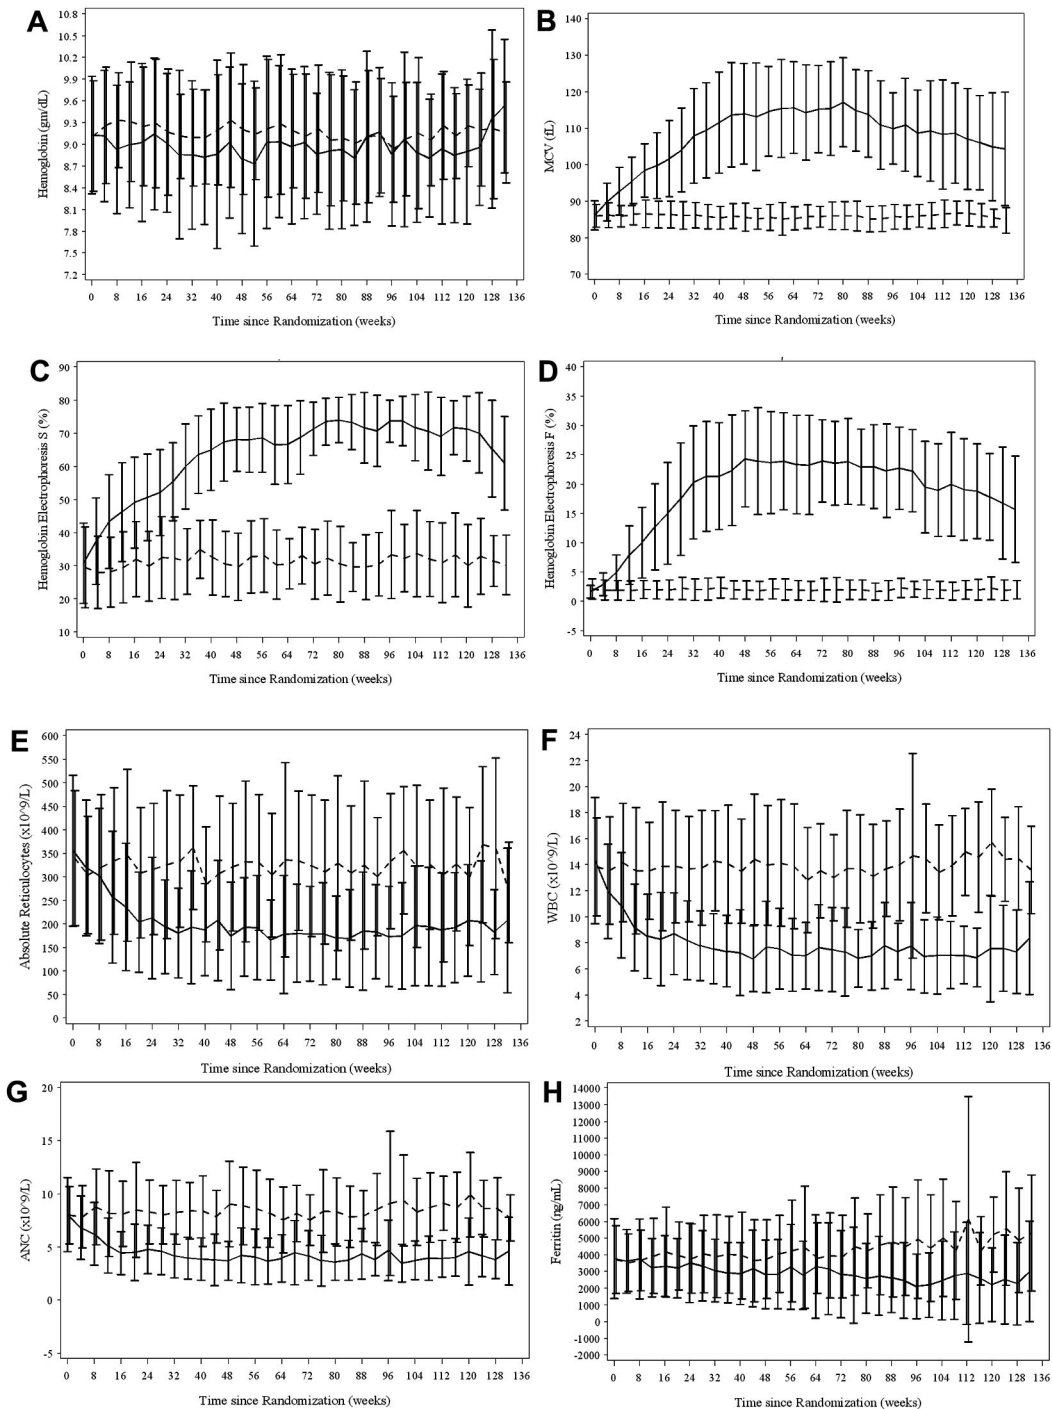 A
Hemoglobin (gm/dL)
10.8
10.5
10.2
9.9
9.6
9.3
9.0
8.7
8.4
8.1
7.8
7.5
7.2
0 8 16 24 32 40 48 56 64 72 80 88 96 104 112 120 128 136
Time since Randomization (weeks)
B
MCV (fL)
140
130
120
110
100
90
80
70
0 8 16 24 32 40 48 56 64 72 80 88 96 104 112 120 128 136
Time since Randomization (weeks)
C
Hemoglobin Electrophoresis S (%)
90
80
70
60
50
40
30
20
10
0 8 16 24 32 40 48 56 64 72 80 88 96 104 112 120 128 136
Time since Randomization (weeks)
D
Hemoglobin Electrophoresis F (%)
40
35
30
25
20
15
10
5
0
-5
0 8 16 24 32 40 48 56 64 72 80 88 96 104 112 120 128 136
Time since Randomization (weeks)
E
Absolute Reticulocytes (x10^9/L)
600
550
500
450
400
350
300
250
200
150
100
50
0
0 8 16 24 32 40 48 56 64 72 80 88 96 104 112 120 128 136
Time since Randomization (weeks)
F
WBC (x10^9/L)
24
22
20
18
16
14
12
10
8
6
4
2
0 8 16 24 32 40 48 56 64 72 80 88 96 104 112 120 128 136
Time since Randomization (weeks)
G
ANC (x10^9/L)
20
15
10
5
0
-5
0 8 16 24 32 40 48 56 64 72 80 88 96 104 112 120 128 136
Time since Randomization (weeks)
H
Ferritin (ng/mL)
14000
13000
12000
11000
10000
9000
8000
7000
6000
5000
4000
3000
2000
1000
0
-1000
-2000
0 8 16 24 32 40 48 56 64 72 80 88 96 104 112 120 128 136
Time since Randomization (weeks)